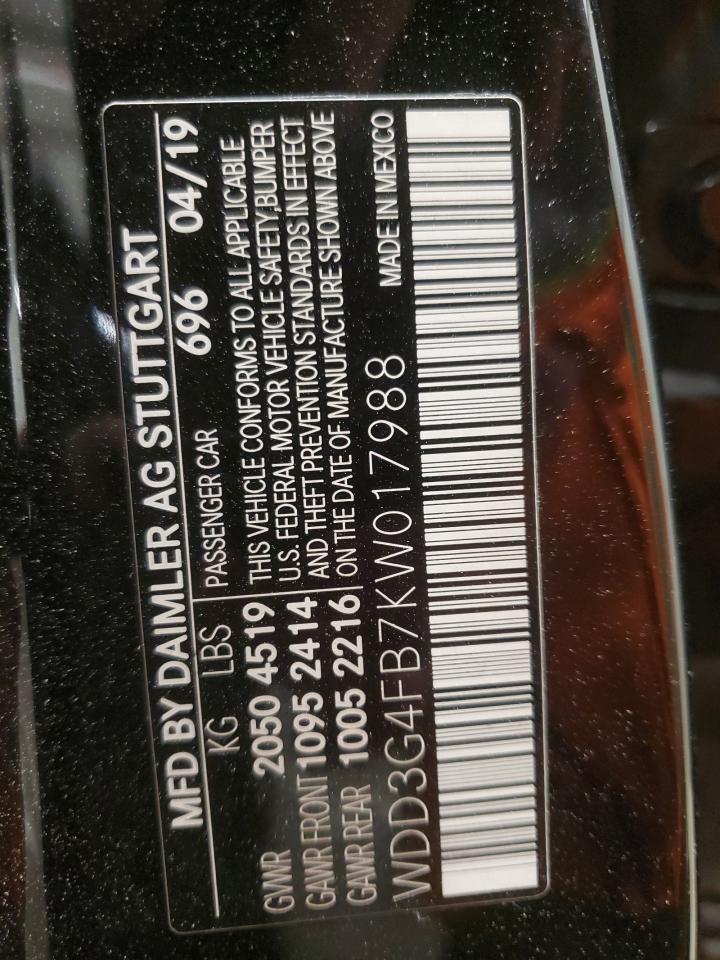 MFD BY DAIMLER AG STUTTGART
696 04/19
KG LBS PASSENGER CAR
GVWR 2050 4519 THIS VEHICLE CONFORMS TO ALL APPLICABLE
GAWR FRONT 1095 2414 U.S. FEDERAL MOTOR VEHICLE SAFETY, BUMPER
GAWR REAR 1005 2216 AND THEFT PREVENTION STANDARDS IN EFFECT
ON THE DATE OF MANUFACTURE SHOWN ABOVE
WDD3G4FB7KW017988 MADE IN MEXICO